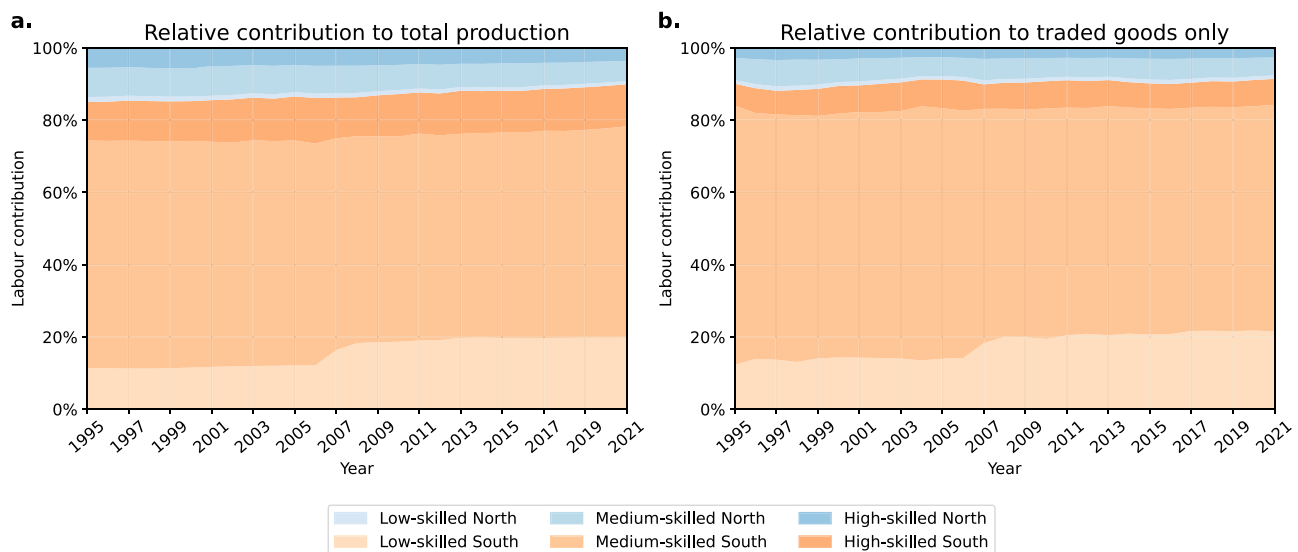 a.
Relative contribution to total production
100%
80%
60%
40%
20%
0%
Labour contribution
1995
1997
1999
2001
2003
2005
2007
2009
2011
2013
2015
2017
2019
2021
Year
b.
Relative contribution to traded goods only
100%
80%
60%
40%
20%
0%
Labour contribution
1995
1997
1999
2001
2003
2005
2007
2009
2011
2013
2015
2017
2019
2021
Year
Low-skilled North
Medium-skilled North
High-skilled North
Low-skilled South
Medium-skilled South
High-skilled South